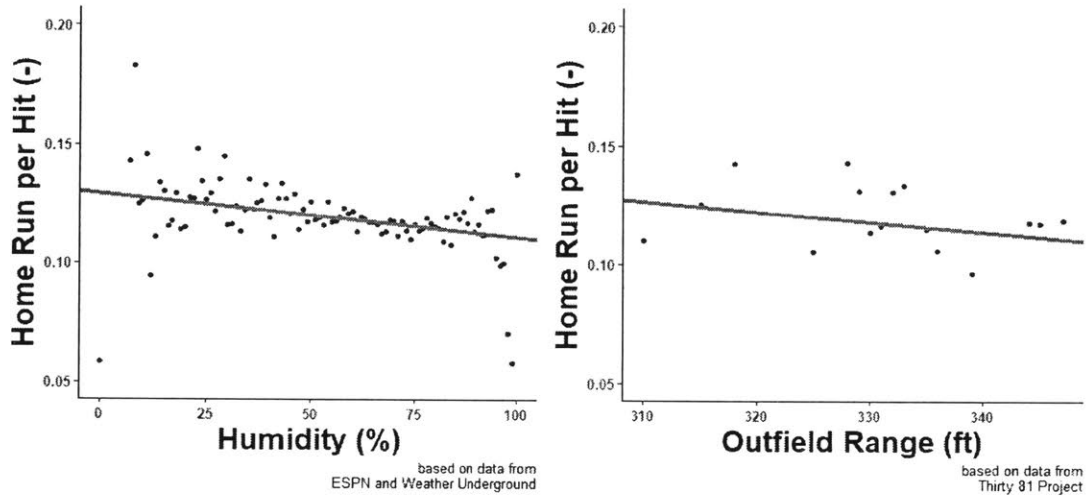 Home Run per Hit (-)
0.20
0.15
0.10
0.05
0
25
50
75
100
Humidity (%)
based on data from
ESPN and Weather Underground
Home Run per Hit (-)
0.20
0.15
0.10
0.05
310
320
330
340
Outfield Range (ft)
based on data from
Thirty 81 Project